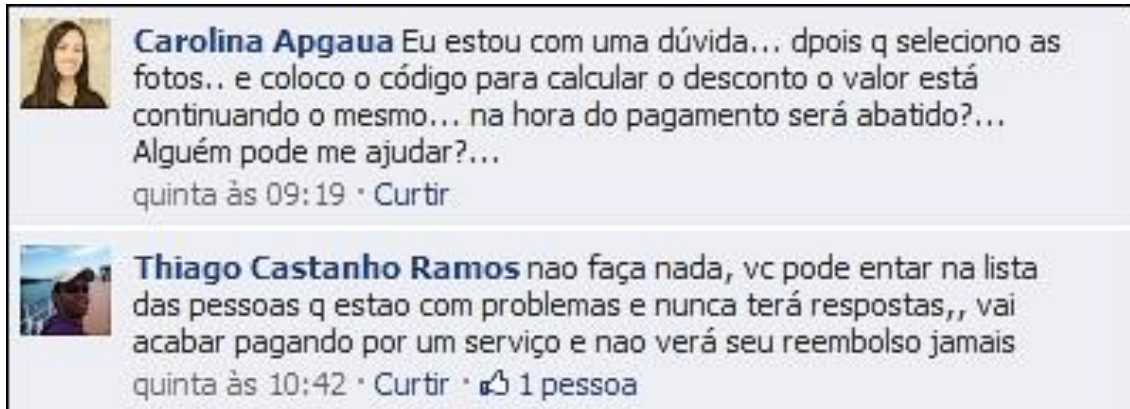 Carolina Apgaua Eu estou com uma dúvida... dpois q seleciono as
fotos.. e coloco o código para calcular o desconto o valor está
continuando o mesmo... na hora do pagamento será abatido?...
Alguém pode me ajudar?...
quinta às 09:19 · Curtir
Thiago Castanho Ramos nao faça nada, vc pode entar na lista
das pessoas q estao com problemas e nunca terá respostas,, vai
acabar pagando por um serviço e nao verá seu reembolso jamais
quinta às 10:42 · Curtir · 1 pessoa